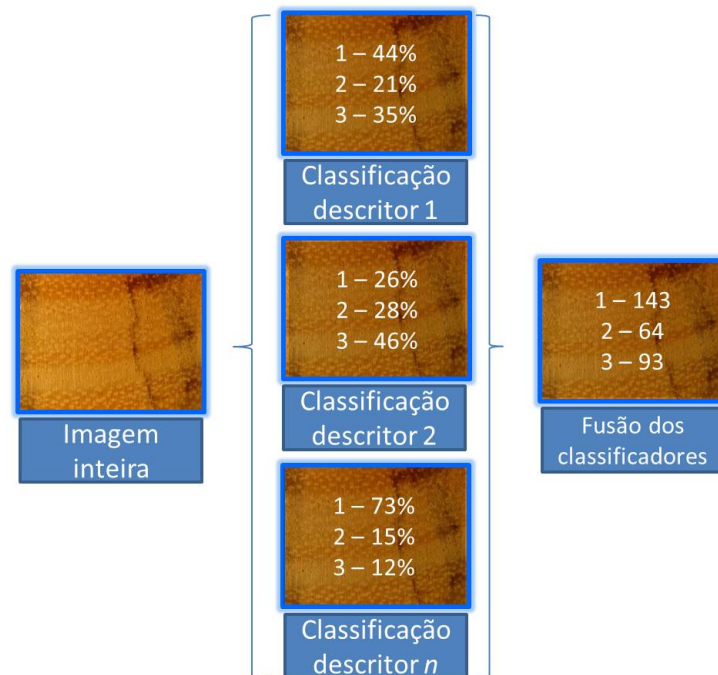 1 – 44%
2 – 21%
3 – 35%
Classificação
descritor 1
Imagem
inteira
1 – 26%
2 – 28%
3 – 46%
Classificação
descritor 2
1 – 73%
2 – 15%
3 – 12%
Classificação
descritor n
1 – 143
2 – 64
3 – 93
Fusão dos
classificadores